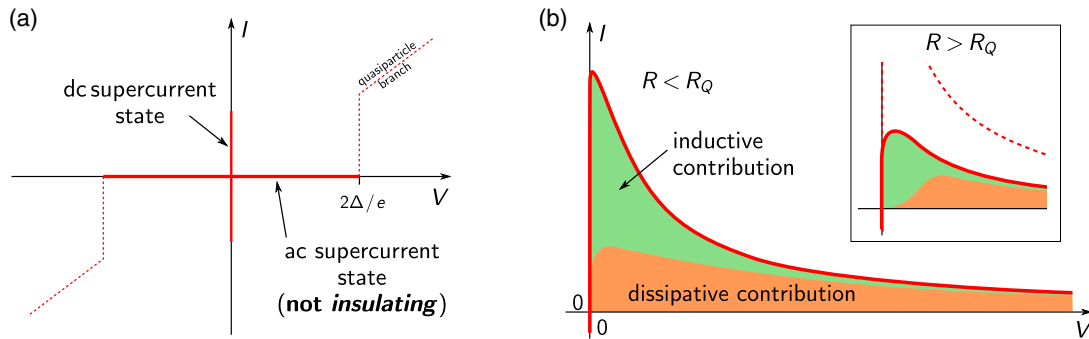 (a)
I
quasiparticle
branch
dc supercurrent
state
V
2Δ/e
ac supercurrent
state
(not insulating)
(b)
I
R < R_Q
inductive
contribution
dissipative contribution
0
0
V
R > R_Q